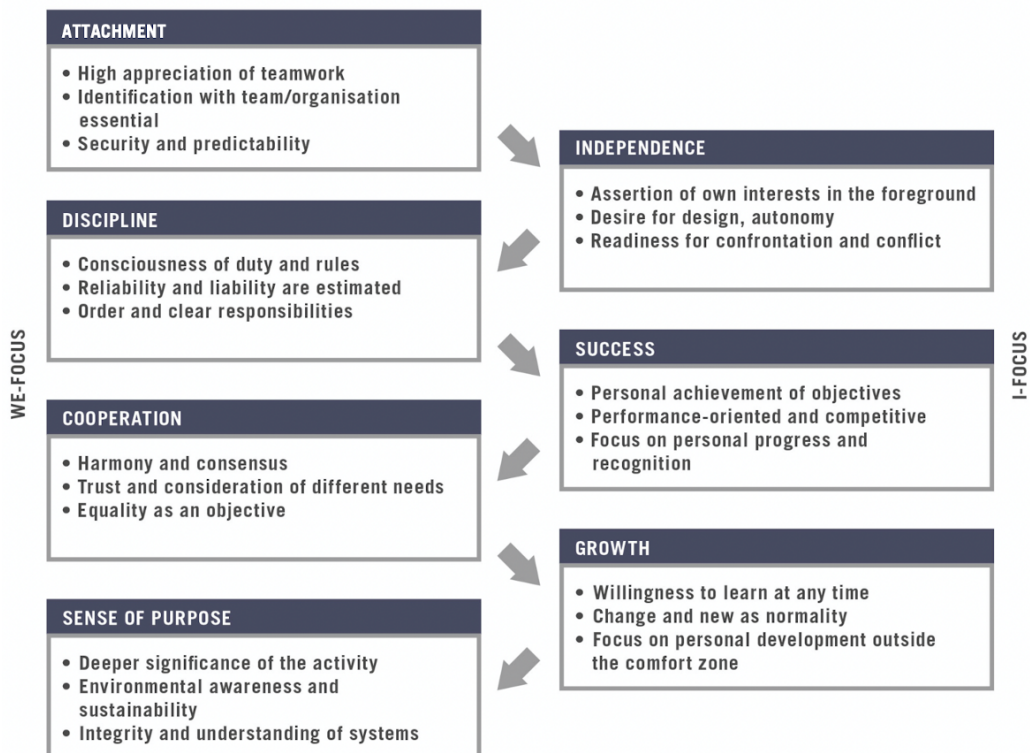 ATTACHMENT
• High appreciation of teamwork
• Identification with team/organisation
essential
• Security and predictability
INDEPENDENCE
• Assertion of own interests in the foreground
• Desire for design, autonomy
• Readiness for confrontation and conflict
DISCIPLINE
• Consciousness of duty and rules
• Reliability and liability are estimated
• Order and clear responsibilities
SUCCESS
• Personal achievement of objectives
• Performance-oriented and competitive
• Focus on personal progress and
recognition
COOPERATION
• Harmony and consensus
• Trust and consideration of different needs
• Equality as an objective
GROWTH
• Willingness to learn at any time
• Change and new as normality
• Focus on personal development outside
the comfort zone
SENSE OF PURPOSE
• Deeper significance of the activity
• Environmental awareness and
sustainability
• Integrity and understanding of systems
WE-FOCUS
I-FOCUS